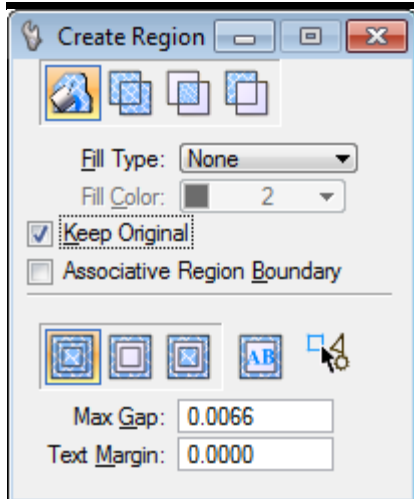 Create Region
Fill Type: None
Fill Color: 2
Keep Original
Associative Region Boundary
AB
Max Gap: 0.0066
Text Margin: 0.0000